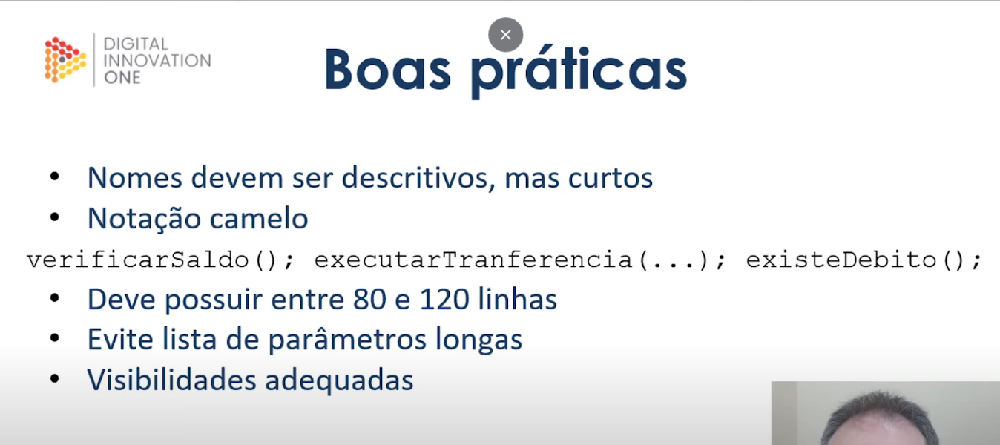 DIGITAL
INNOVATION
ONE
Boas práticas
• Nomes devem ser descritivos, mas curtos
• Notação camelo
verificarSaldo(); executarTranferencia(...); existeDebito();
• Deve possuir entre 80 e 120 linhas
• Evite lista de parâmetros longas
• Visibilidades adequadas